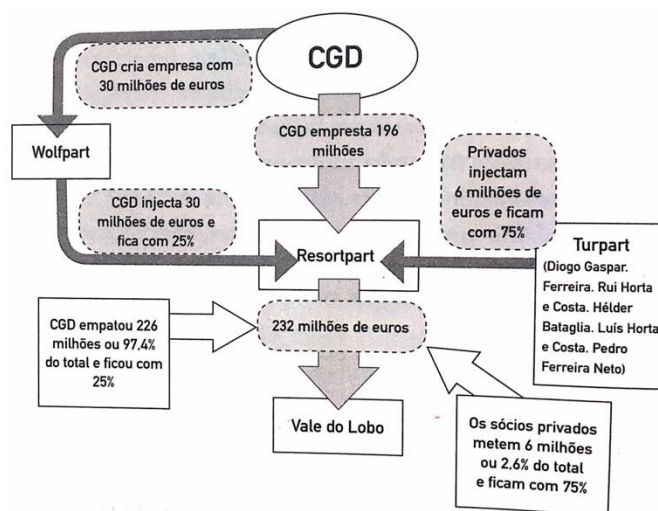 CGD
CGD cria empresa com
30 milhões de euros
CGD empresta 196
milhões
Wolfpart
Privados
injectam
6 milhões de
euros e ficam
com 75%
CGD injecta 30
milhões de euros e
fica com 25%
Resortpart
Turpart
(Diogo Gaspar.
Ferreira. Rui Horta
e Costa. Hélder
Bataglia. Luís Horta
e Costa. Pedro
Ferreira Neto)
CGD empatou 226
milhões ou 97,4%
do total e ficou com
25%
232 milhões de euros
Vale do Lobo
Os sócios privados
metem 6 milhões
ou 2,6% do total
e ficam com 75%